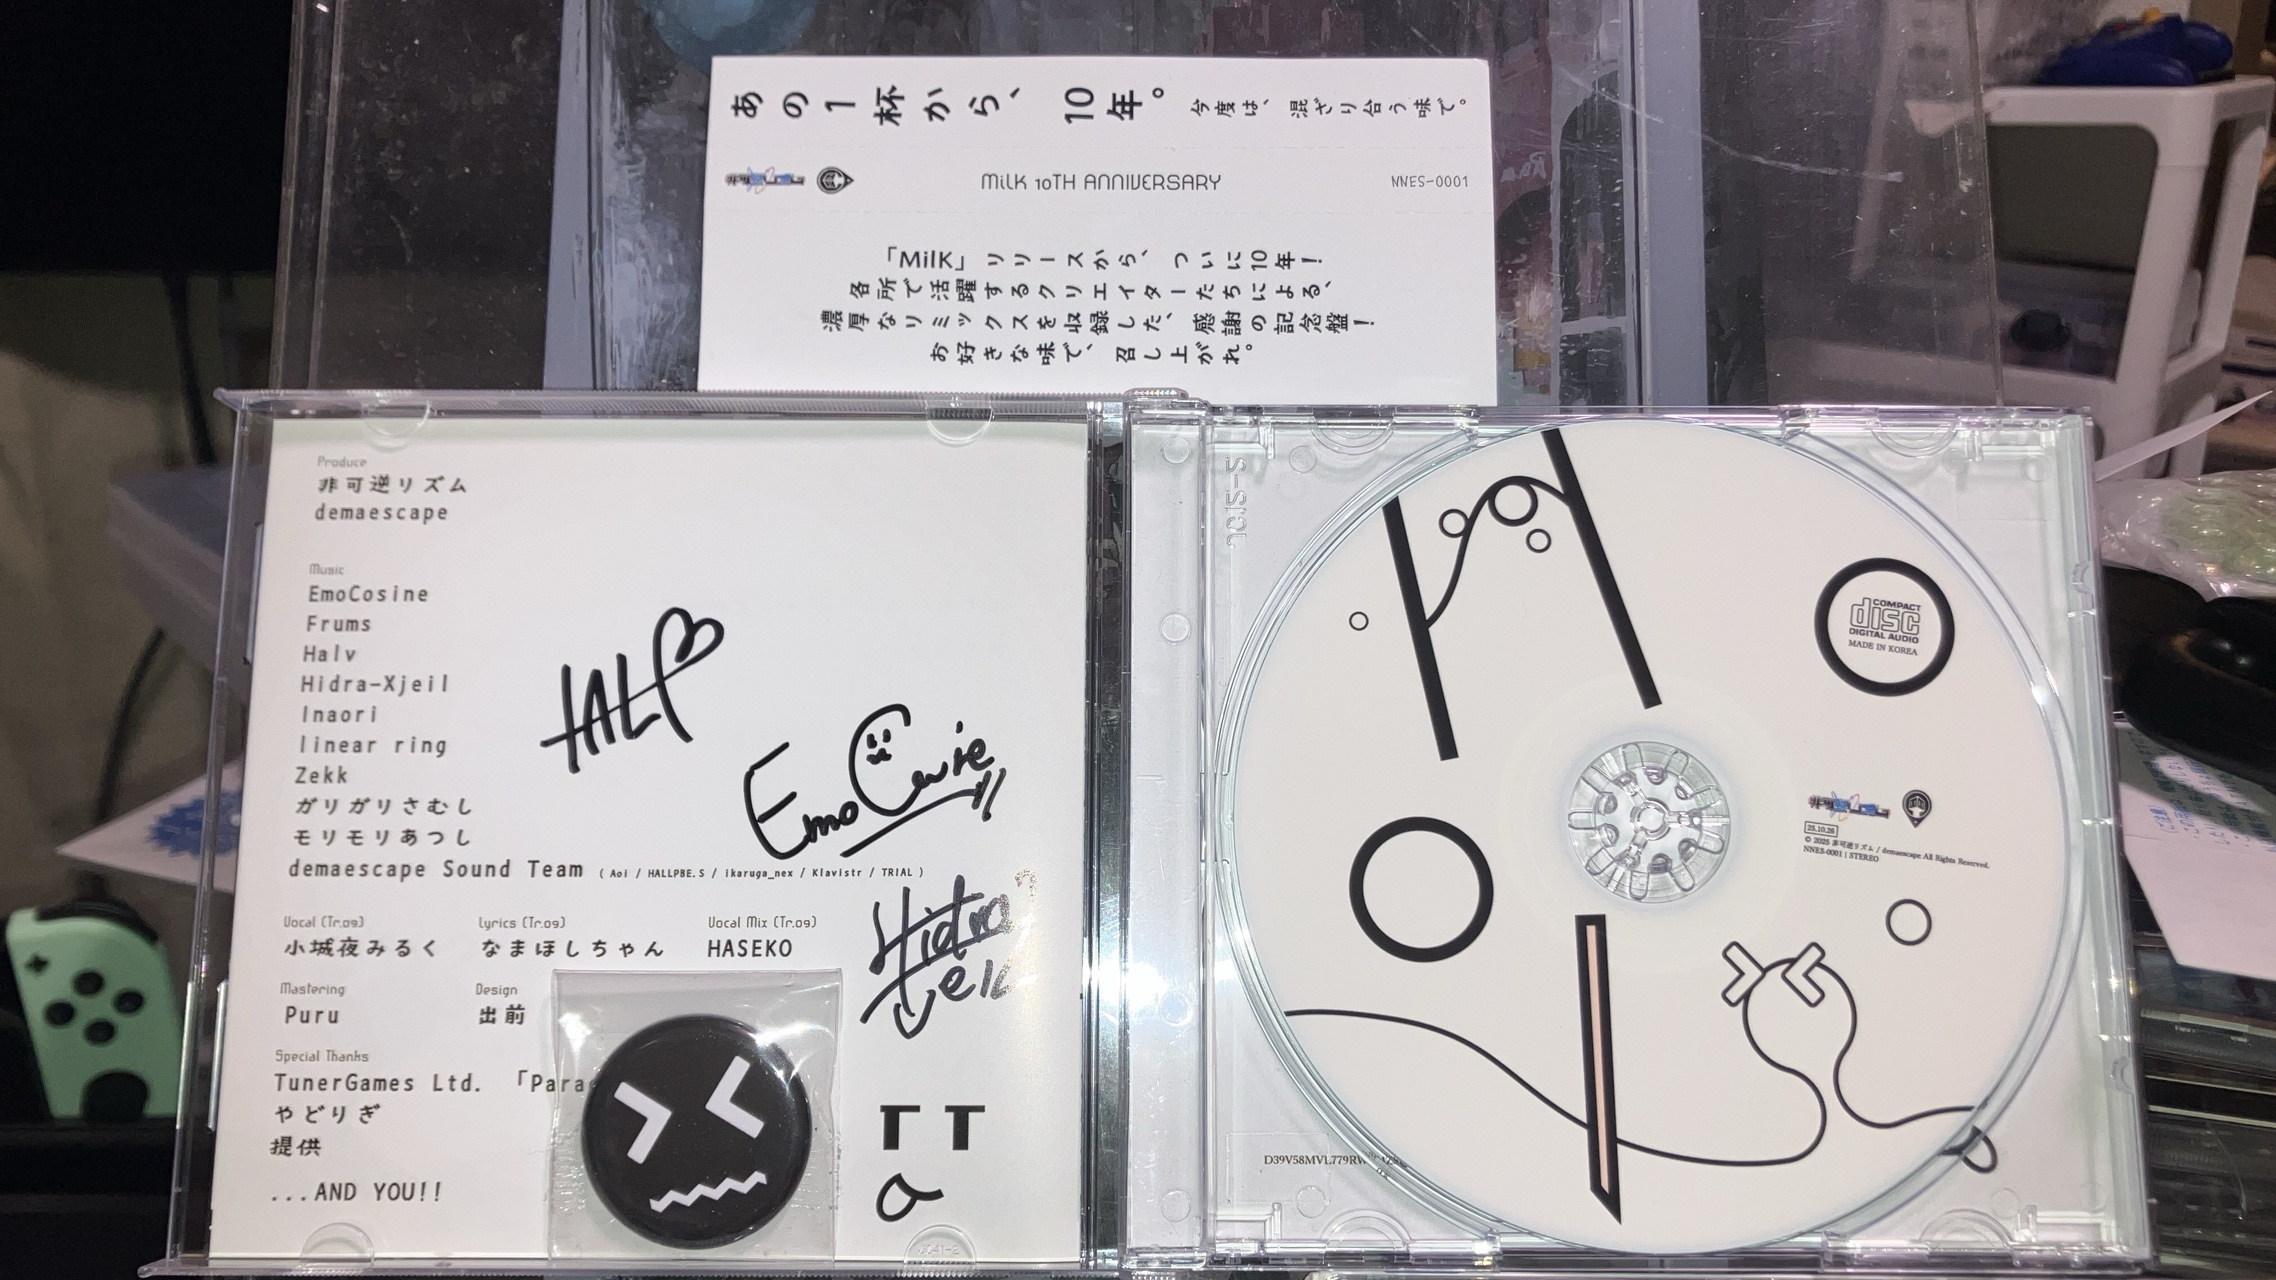 あの1杯から、10年。今度は、混ざり合う味で。
MiLK 10TH ANNIVERSARY
NNES-0001
「MilK」リリースから、ついに10年！
各所で活躍するクリエイターたちによる、
濃厚なリミックスを収録した、感謝の記念盤！
お好きな味で、召し上がれ。
Produce
非可逆リズム
demaescape
Music
EmoCosine
Frums
Halv
Hidra-Xjeil
Inaori
linear ring
Zekk
ガリガリさむし
モリモリあつし
demaescape Sound Team ( Aoi / HALLPBE.S / ikaruga_nex / Klavistr / TRIAL )
Vocal (Tr.09)
小城夜みるく
Lyrics (Tr.09)
なまほしちゃん
Vocal Mix (Tr.09)
HASEKO
Mastering
Puru
Design
出前
Special Thanks
TunerGames Ltd. 「Para
やどりぎ
提供
...AND YOU!!
HALV
EmoCosine
Hidra
Xjeil
JC41-2
COMPACT
disc
DIGITAL AUDIO
MADE IN KOREA
25.10.26
© 2025 非可逆リズム / demaescape All Rights Reserved.
NNES-0001 | STEREO